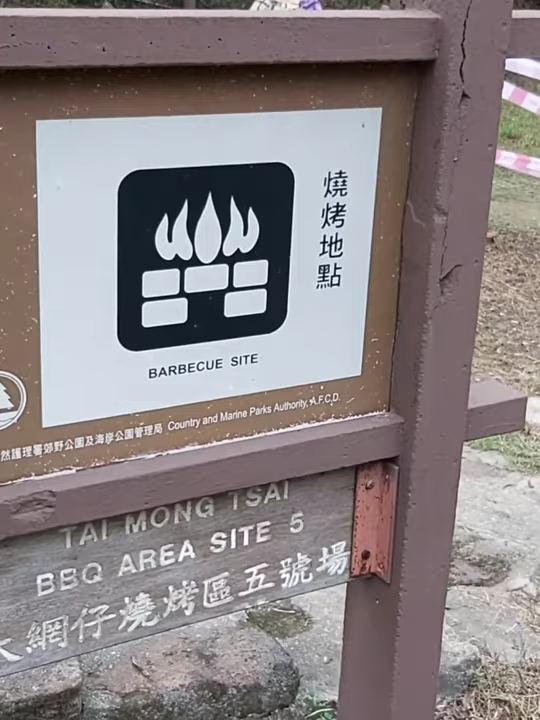 燒烤地點
BARBECUE SITE
然護理署郊野公園及海岸公園管理局 Country and Marine Parks Authority, A.F.C.D.
TAI MONG TSAI
BBQ AREA SITE 5
大網仔燒烤區五號場